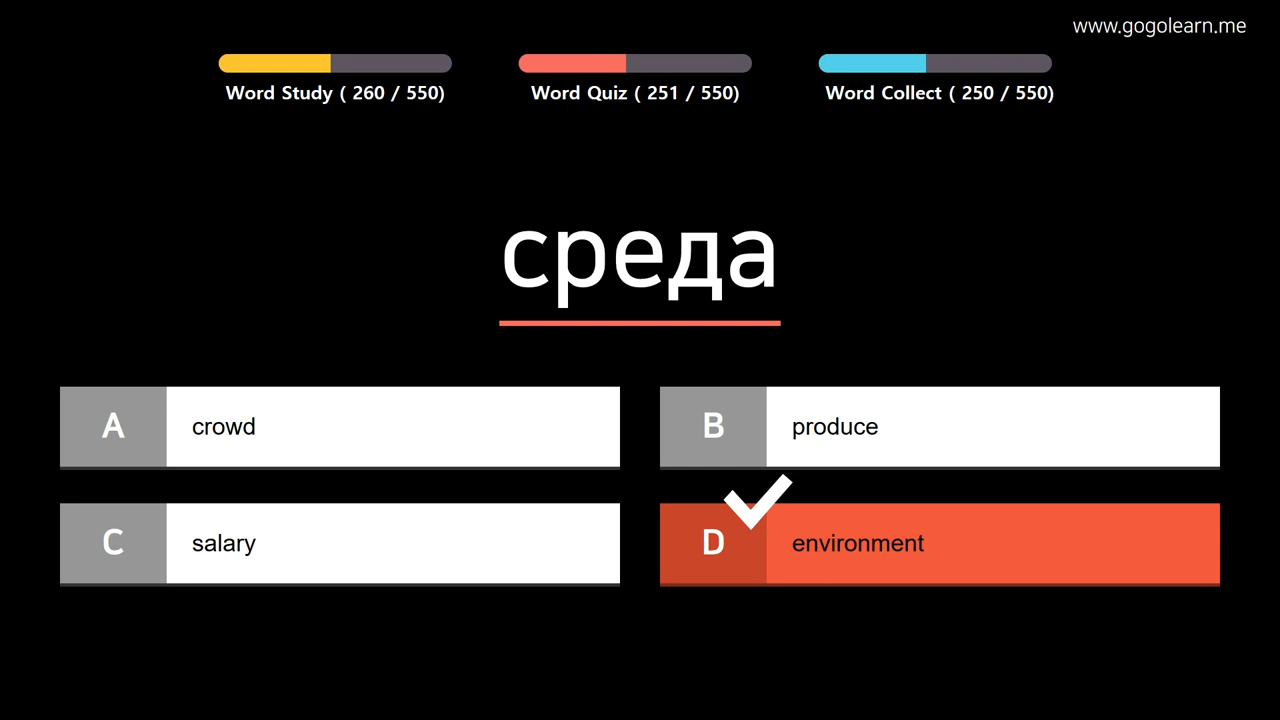 www.gogolearn.me
Word Study ( 260 / 550)
Word Quiz ( 251 / 550)
Word Collect ( 250 / 550)
среда
A crowd
B produce
C salary
D environment